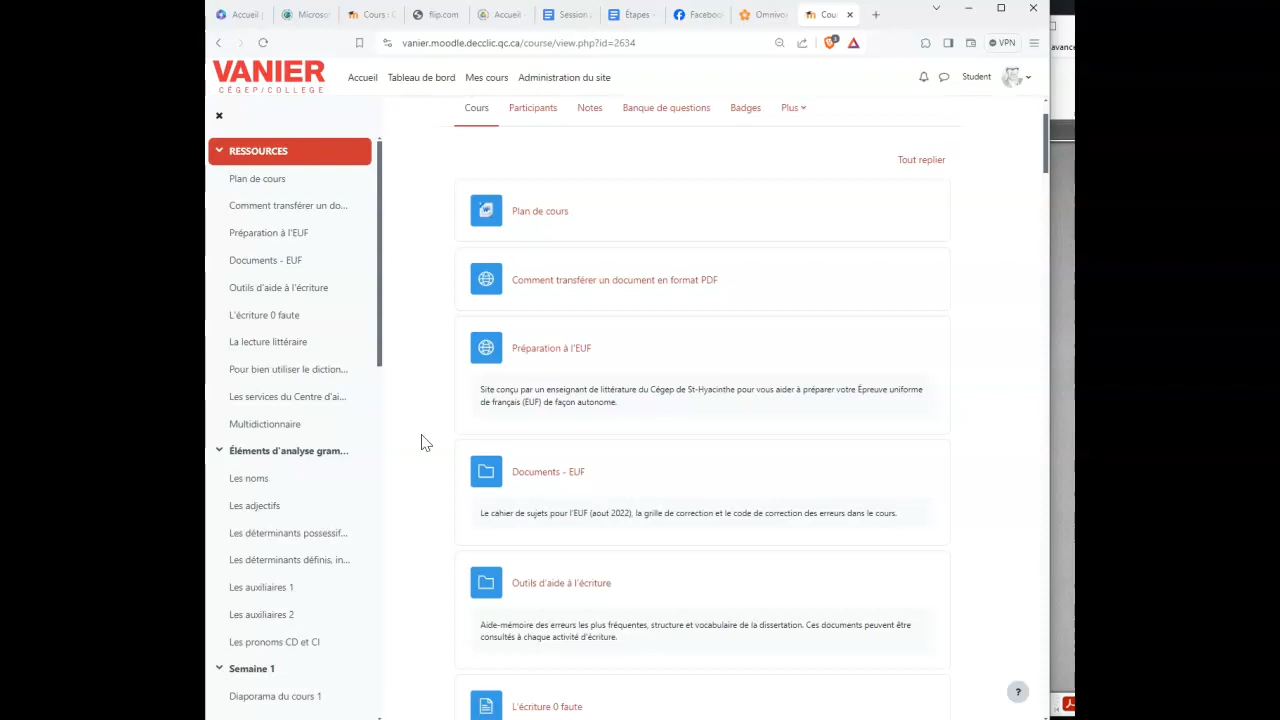 Accueil
Microso
Cours : C
flip.com
Accueil -
Session
Étapes -
Faceboo
Omnivo
Cour
vanier.moodle.decclic.qc.ca/course/view.php?id=2634
VPN
avance
VANIER
CÉGEP/COLLEGE
Accueil
Tableau de bord
Mes cours
Administration du site
Student
Cours
Participants
Notes
Banque de questions
Badges
Plus
Tout replier
RESSOURCES
Plan de cours
Comment transférer un do...
Préparation à l'EUF
Documents - EUF
Outils d'aide à l'écriture
L'écriture 0 faute
La lecture littéraire
Pour bien utiliser le diction...
Les services du Centre d'ai...
Multidictionnaire
Éléments d'analyse gram...
Les noms
Les adjectifs
Les déterminants possessif...
Les déterminants définis, in...
Les auxiliaires 1
Les auxiliaires 2
Les pronoms CD et CI
Semaine 1
Diaporama du cours 1
Plan de cours
Comment transférer un document en format PDF
Préparation à l'EUF
Site conçu par un enseignant de littérature du Cégep de St-Hyacinthe pour vous aider à préparer votre Épreuve uniforme
de français (EUF) de façon autonome.
Documents - EUF
Le cahier de sujets pour l'EUF (aout 2022), la grille de correction et le code de correction des erreurs dans le cours.
Outils d'aide à l'écriture
Aide-mémoire des erreurs les plus fréquentes, structure et vocabulaire de la dissertation. Ces documents peuvent être
consultés à chaque activité d'écriture.
L'écriture 0 faute
?